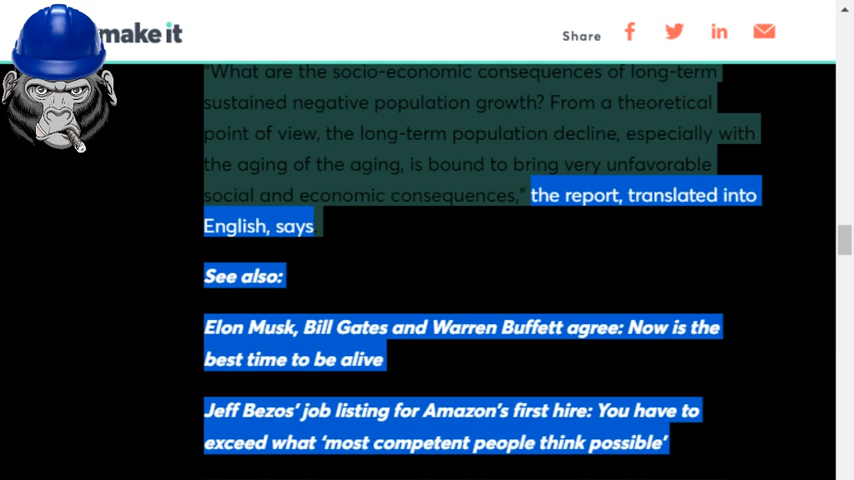 make it
Share
"What are the socio-economic consequences of long-term
sustained negative population growth? From a theoretical
point of view, the long-term population decline, especially with
the aging of the aging, is bound to bring very unfavorable
social and economic consequences," the report, translated into
English, says.
See also:
Elon Musk, Bill Gates and Warren Buffett agree: Now is the
best time to be alive
Jeff Bezos' job listing for Amazon's first hire: You have to
exceed what 'most competent people think possible'